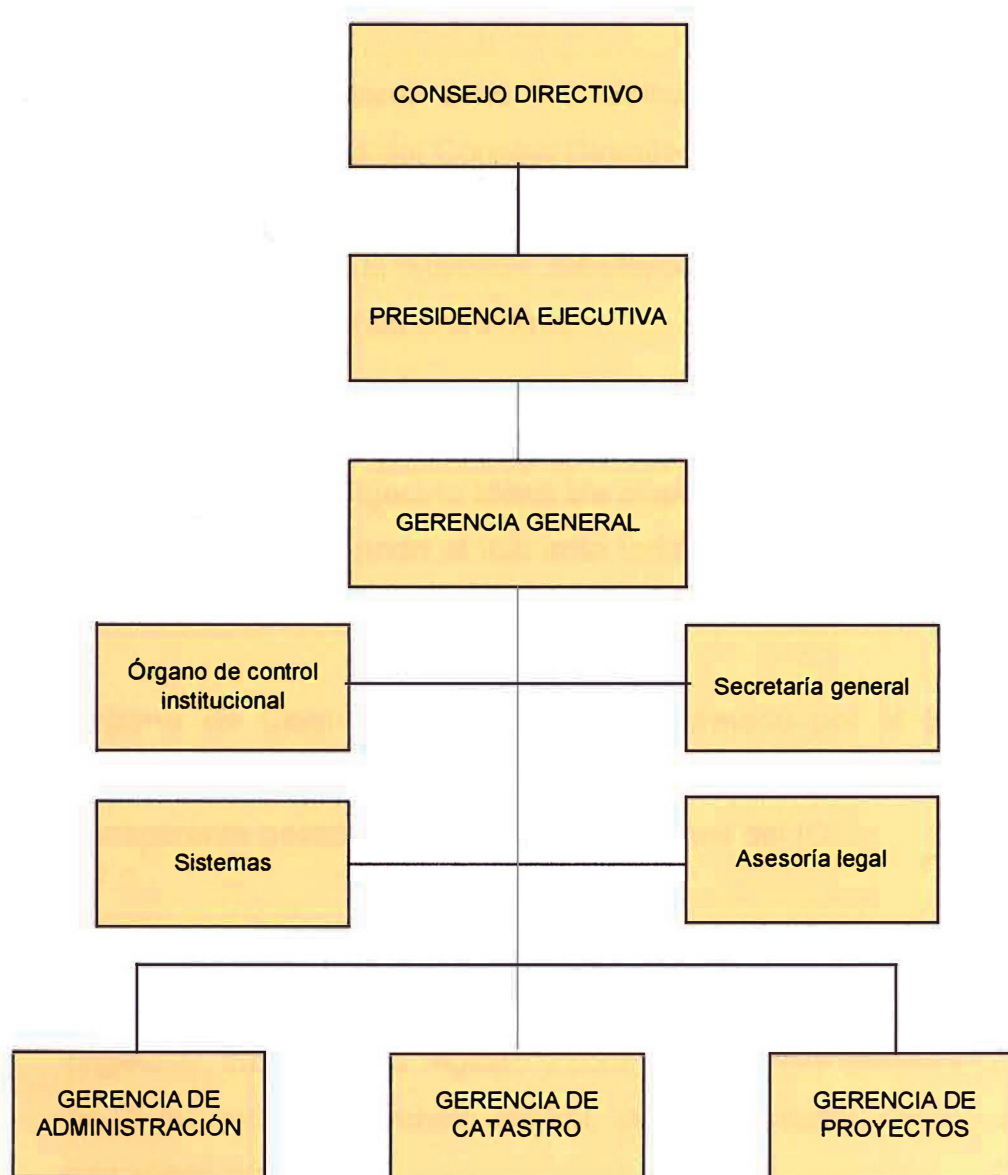 CONSEJO DIRECTIVO
PRESIDENCIA EJECUTIVA
GERENCIA GENERAL
Órgano de control
institucional
Secretaría general
Sistemas
Asesoría legal
GERENCIA DE
ADMINISTRACIÓN
GERENCIA DE
CATASTRO
GERENCIA DE
PROYECTOS